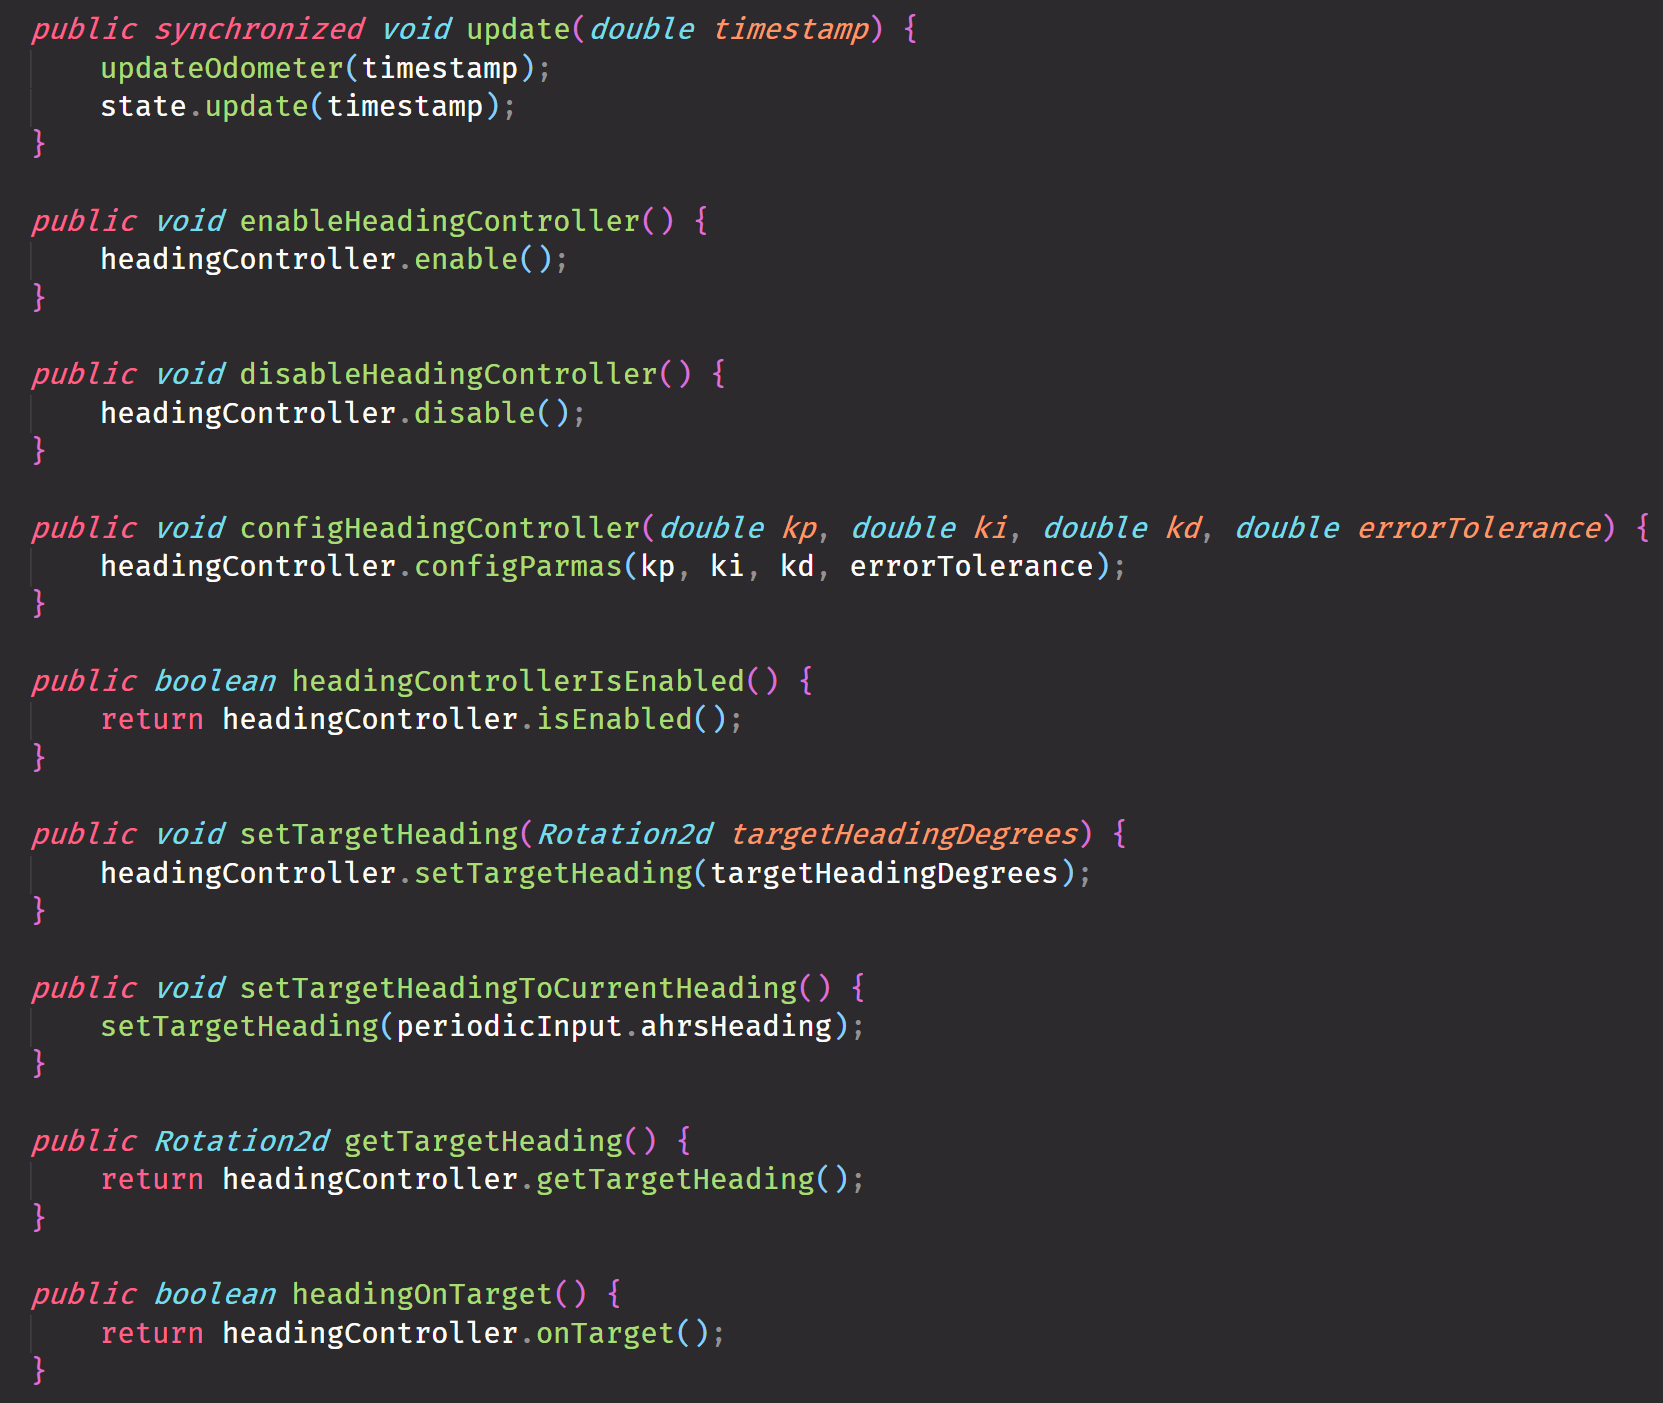 public synchronized void update(double timestamp) {
    updateOdometer(timestamp);
    state.update(timestamp);
}

public void enableHeadingController() {
    headingController.enable();
}

public void disableHeadingController() {
    headingController.disable();
}

public void configHeadingController(double kp, double ki, double kd, double errorTolerance) {
    headingController.configParmas(kp, ki, kd, errorTolerance);
}

public boolean headingControllerIsEnabled() {
    return headingController.isEnabled();
}

public void setTargetHeading(Rotation2d targetHeadingDegrees) {
    headingController.setTargetHeading(targetHeadingDegrees);
}

public void setTargetHeadingToCurrentHeading() {
    setTargetHeading(periodicInput.ahrsHeading);
}

public Rotation2d getTargetHeading() {
    return headingController.getTargetHeading();
}

public boolean headingOnTarget() {
    return headingController.onTarget();
}